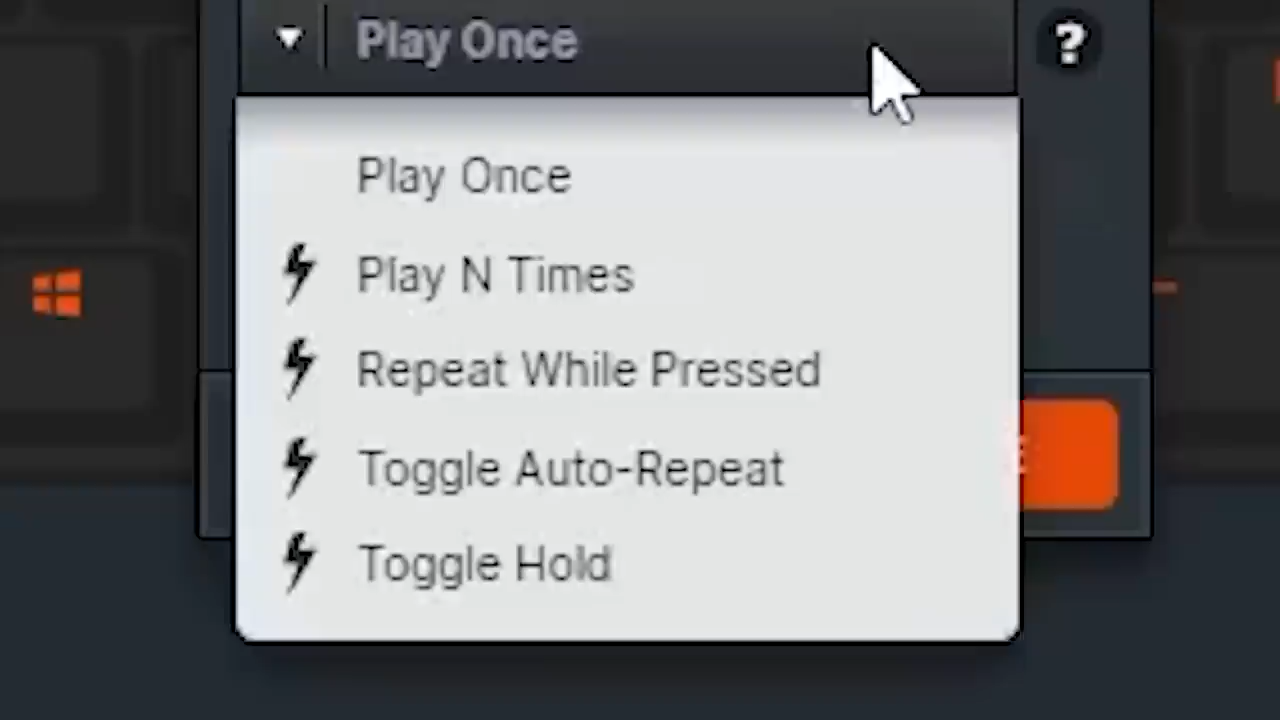 Play Once
?
Play Once
Play N Times
Repeat While Pressed
Toggle Auto-Repeat
Toggle Hold